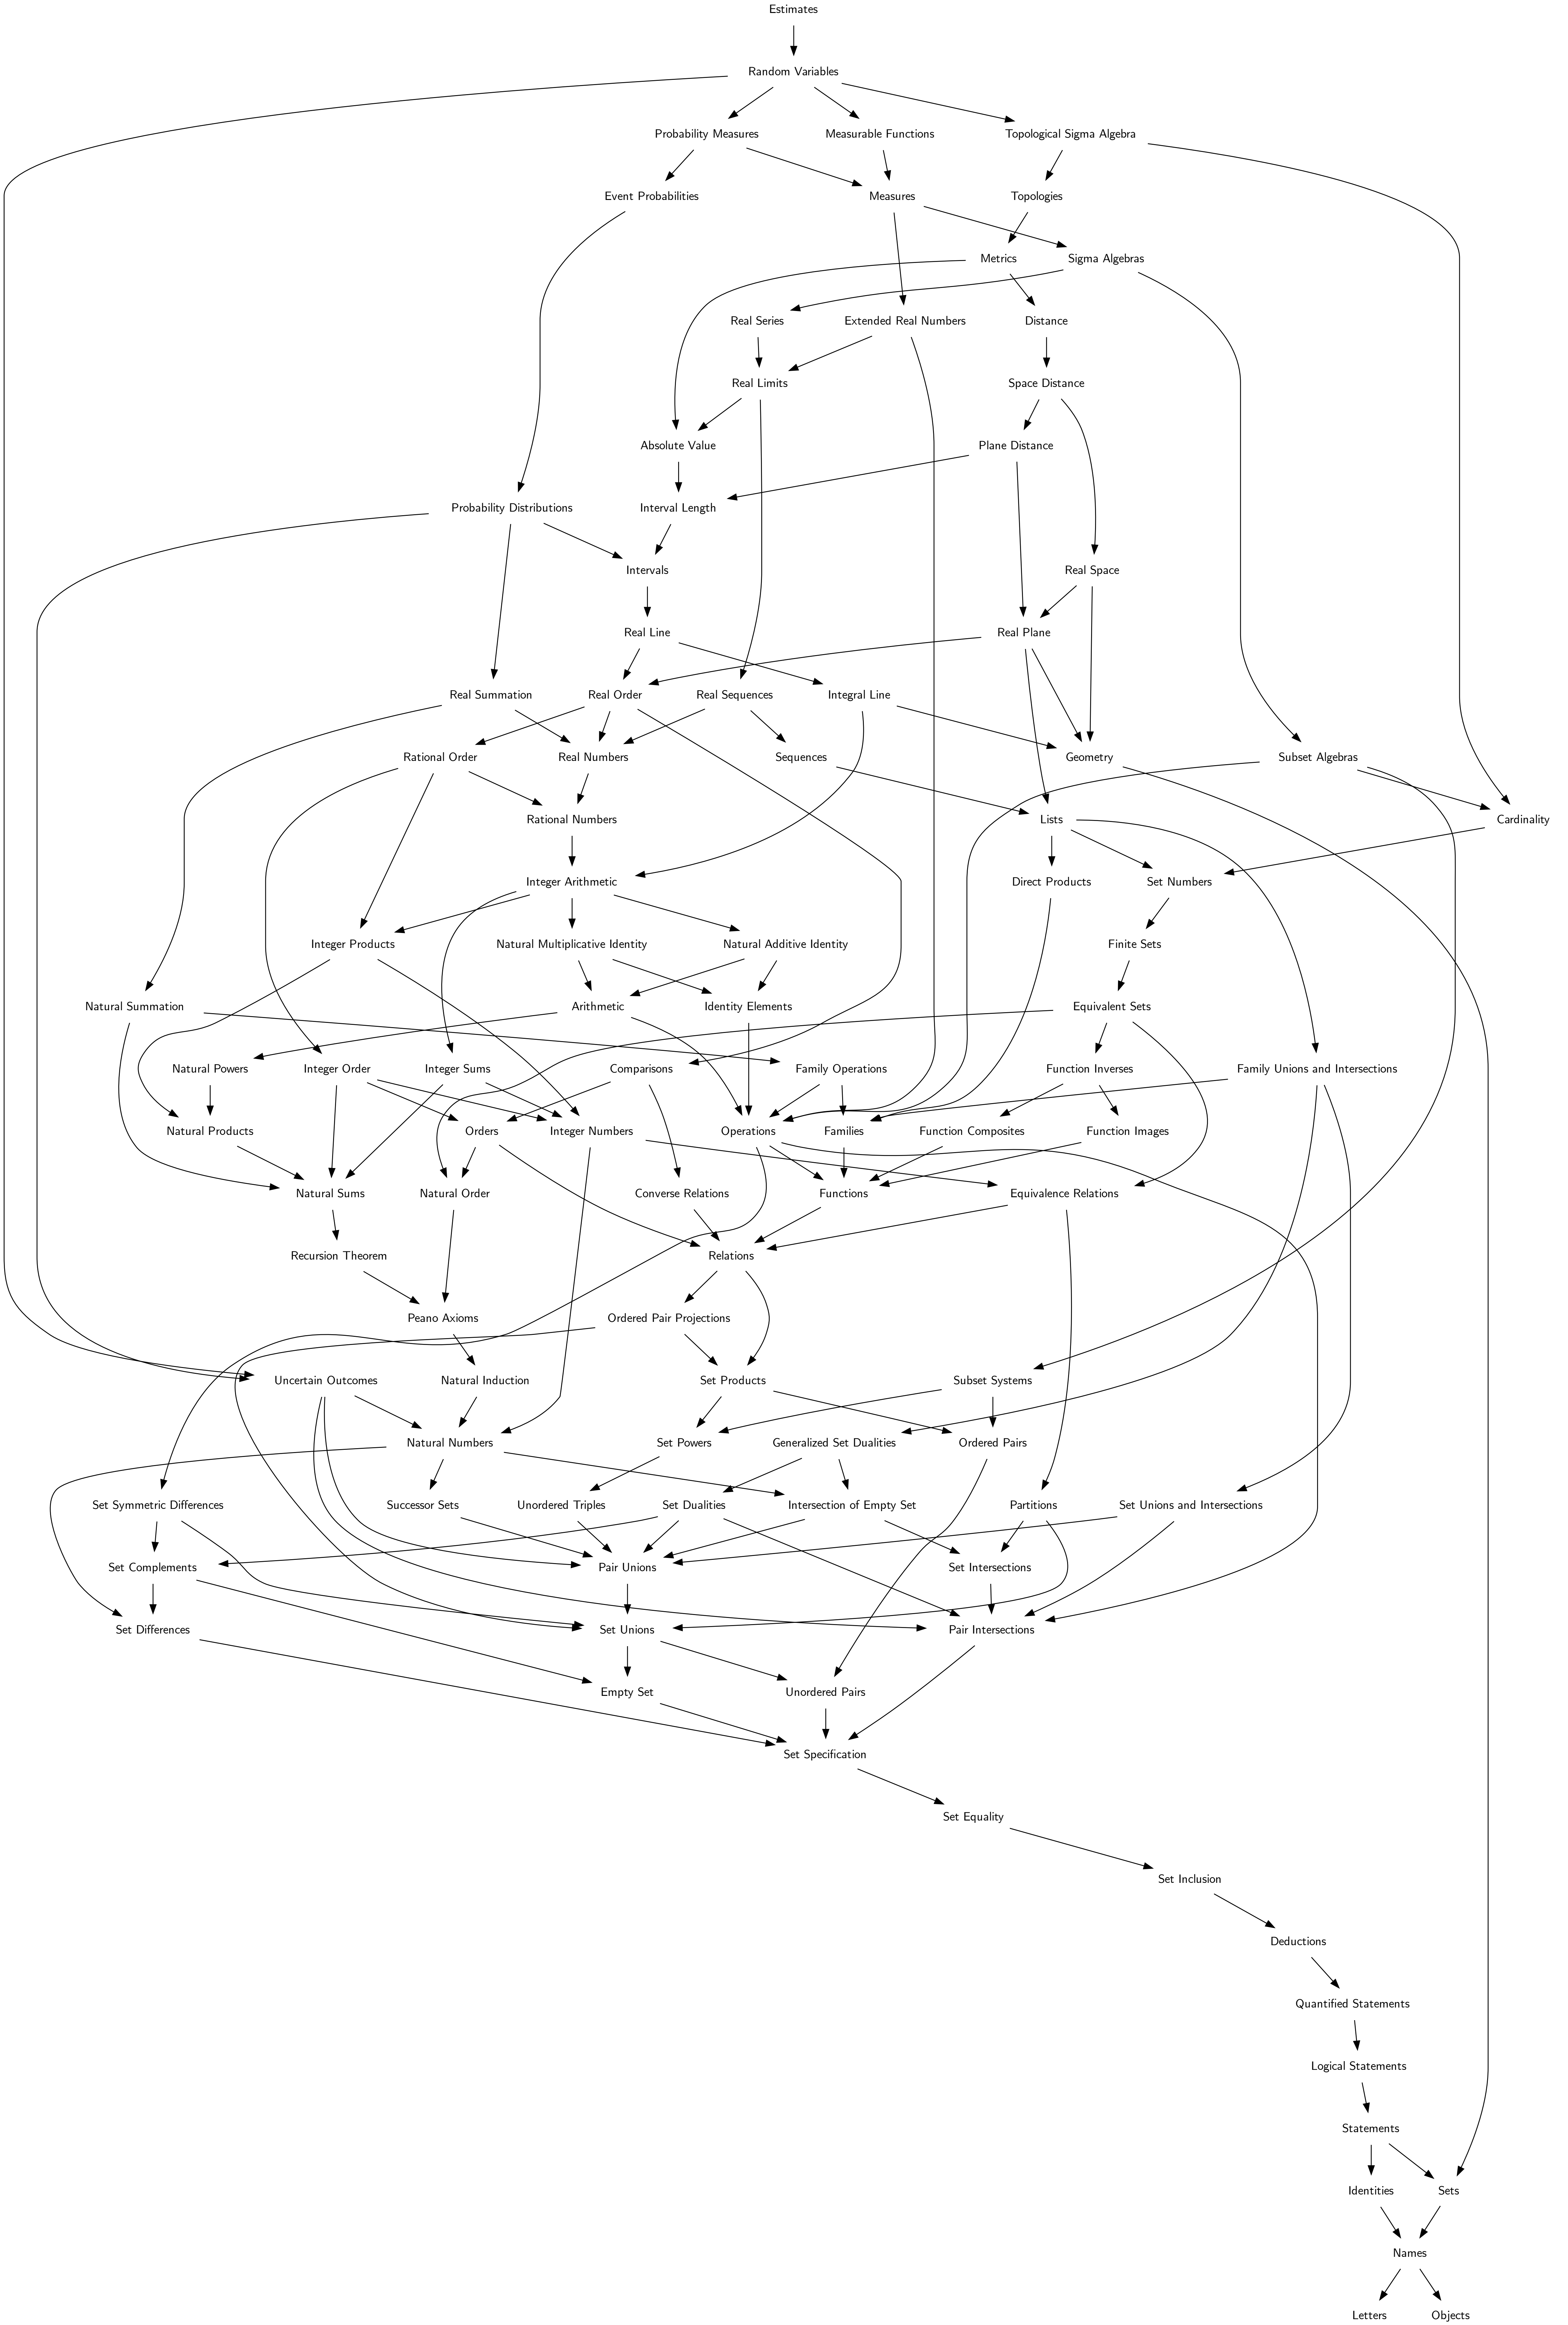 Estimates
Random Variables
Probability Measures
Measurable Functions
Topological Sigma Algebra
Event Probabilities
Measures
Topologies
Metrics
Sigma Algebras
Real Series
Extended Real Numbers
Distance
Real Limits
Space Distance
Absolute Value
Plane Distance
Probability Distributions
Interval Length
Intervals
Real Space
Real Line
Real Plane
Real Summation
Real Order
Real Sequences
Integral Line
Rational Order
Real Numbers
Sequences
Geometry
Subset Algebras
Rational Numbers
Lists
Cardinality
Integer Arithmetic
Direct Products
Set Numbers
Integer Products
Natural Multiplicative Identity
Natural Additive Identity
Finite Sets
Natural Summation
Arithmetic
Identity Elements
Equivalent Sets
Natural Powers
Integer Order
Integer Sums
Comparisons
Family Operations
Function Inverses
Family Unions and Intersections
Natural Products
Orders
Integer Numbers
Operations
Families
Function Composites
Function Images
Natural Sums
Natural Order
Converse Relations
Functions
Equivalence Relations
Recursion Theorem
Relations
Peano Axioms
Ordered Pair Projections
Uncertain Outcomes
Natural Induction
Set Products
Subset Systems
Natural Numbers
Set Powers
Generalized Set Dualities
Ordered Pairs
Set Symmetric Differences
Successor Sets
Unordered Triples
Set Dualities
Intersection of Empty Set
Partitions
Set Unions and Intersections
Set Complements
Pair Unions
Set Intersections
Set Differences
Set Unions
Pair Intersections
Empty Set
Unordered Pairs
Set Specification
Set Equality
Set Inclusion
Deductions
Quantified Statements
Logical Statements
Statements
Identities
Sets
Names
Letters
Objects